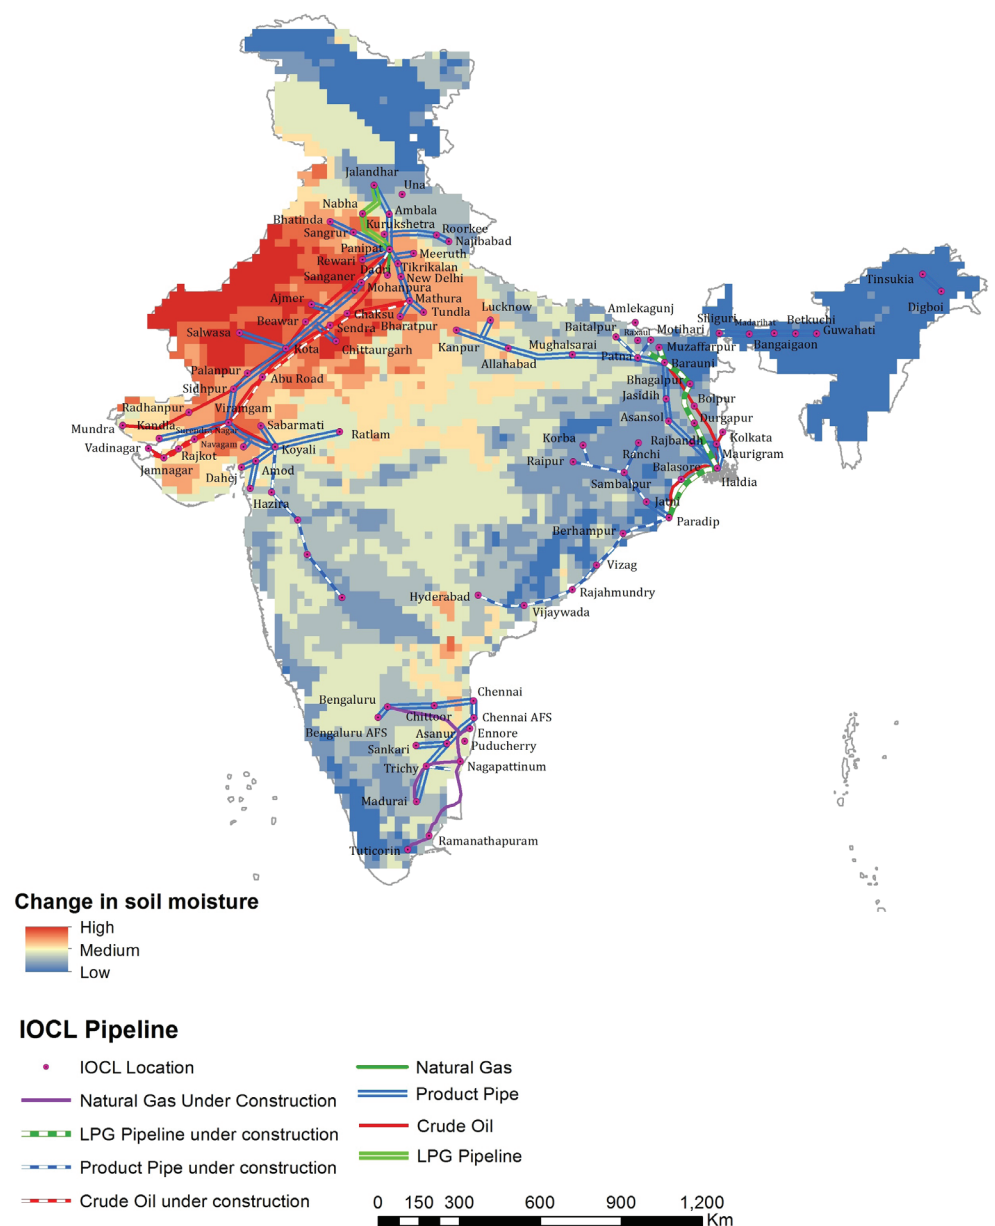 Jalandhar
Una
Nabha
Ambala
Bhatinda
Kurukshetra
Sangrur
Roorkee
Najibabad
Panipat
Meeruth
Rewari
Dadri
Tikrikalan
Sanganer
New Delhi
Mohanpura
Ajmer
Mathura
Chaksu
Tundla
Beawar
Sendra
Bharatpur
Salwasa
Kota
Chittaurgarh
Lucknow
Kanpur
Allahabad
Mughalsarai
Amlekagunj
Baitalpur
Raxaul
Motihari
Patna
Muzaffarpur
Barauni
Shiguri
Madarihat
Betkuchi
Bangaigaon
Guwahati
Tinsukia
Digboi
Palanpur
Abu Road
Sidhpur
Radhanpur
Viramgam
Mundra
Kandla
Surendra Nagar
Sabarmati
Ratlam
Vadinagar
Navagam
Rajkot
Koyali
Jamnagar
Dahej
Amod
Hazira
Bhagalpur
Jasidih
Bolpur
Asansol
Durgapur
Korba
Rajbandh
Kolkata
Ranchi
Maurigram
Raipur
Balasore
Haldia
Sambalpur
Jatni
Paradip
Berhampur
Vizag
Hyderabad
Rajahmundry
Vijaywada
Bengaluru
Chennai
Chittoor
Chennai AFS
Bengaluru AFS
Asanur
Ennore
Sankari
Puducherry
Trichy
Nagapattinum
Madurai
Ramanathapuram
Tuticorin
Change in soil moisture
High
Medium
Low
IOCL Pipeline
IOCL Location
Natural Gas Under Construction
LPG Pipeline under construction
Product Pipe under construction
Crude Oil under construction
Natural Gas
Product Pipe
Crude Oil
LPG Pipeline
0 150 300 600 900 1,200
Km